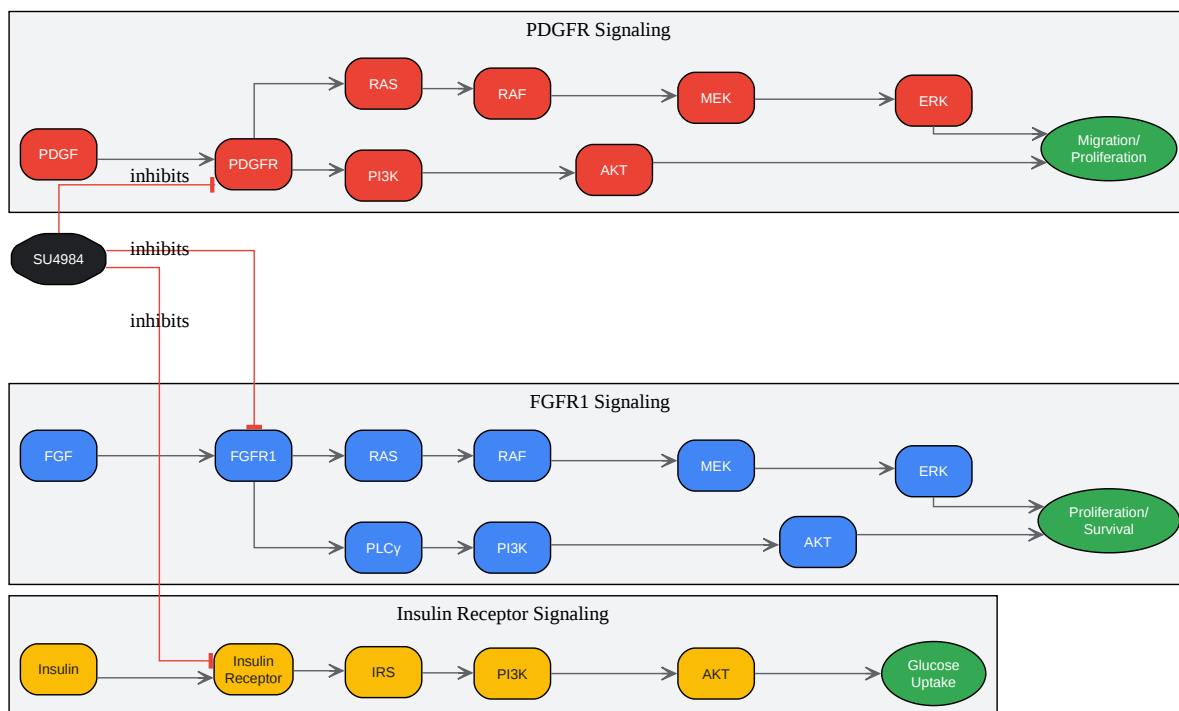 PDGFR Signaling
RAS
RAF
MEK
ERK
PDGF
PDGFR
PI3K
AKT
Migration/
Proliferation
inhibits
SU4984
inhibits
inhibits
FGFR1 Signaling
FGF
FGFR1
RAS
RAF
MEK
ERK
PLCγ
PI3K
AKT
Proliferation/
Survival
Insulin Receptor Signaling
Insulin
Insulin
Receptor
IRS
PI3K
AKT
Glucose
Uptake